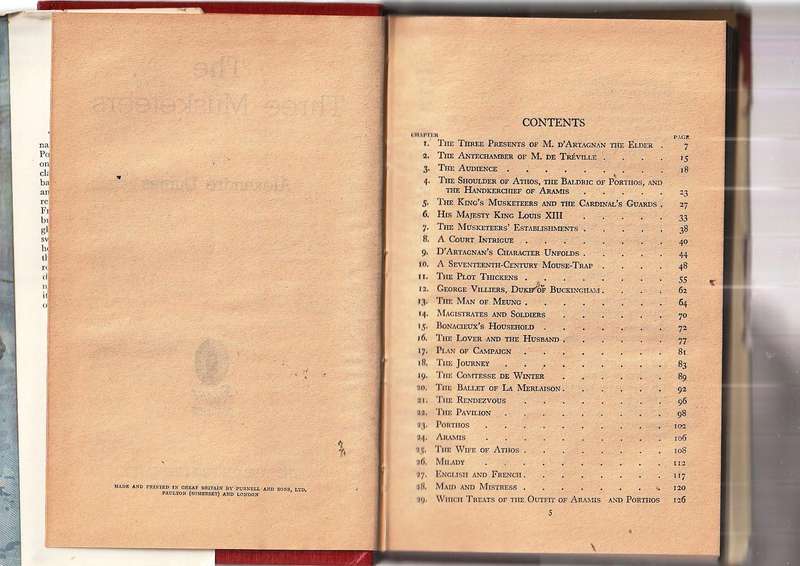 MADE AND PRINTED IN GREAT BRITAIN BY PURNELL AND SONS, LTD.
PAULTON (SOMERSET) AND LONDON
CONTENTS
CHAPTER PAGE
1. The Three Presents of M. d'Artagnan the Elder . 7
2. The Antechamber of M. de Tréville . . . . 15
3. The Audience . . . . . . . . 18
4. The Shoulder of Athos, the Baldric of Porthos, and
the Handkerchief of Aramis . . . . . 23
5. The King's Musketeers and the Cardinal's Guards . 27
6. His Majesty King Louis XIII . . . . . 33
7. The Musketeers' Establishments . . . . . 38
8. A Court Intrigue . . . . . . . 40
9. D'Artagnan's Character Unfolds . . . . . 44
10. A Seventeenth-Century Mouse-Trap . . . . 48
11. The Plot Thickens . . . . . . . 55
12. George Villiers, Duke of Buckingham . . . . 62
13. The Man of Meung . . . . . . . 64
14. Magistrates and Soldiers . . . . . . 70
15. Bonacieux's Household . . . . . . 72
16. The Lover and the Husband . . . . . 77
17. Plan of Campaign . . . . . . . 81
18. The Journey . . . . . . . . 83
19. The Comtesse de Winter . . . . . . 89
20. The Ballet of La Merlaison . . . . . 92
21. The Rendezvous . . . . . . . 96
22. The Pavilion . . . . . . . . 98
23. Porthos . . . . . . . . . 102
24. Aramis . . . . . . . . . 106
25. The Wife of Athos . . . . . . . 108
26. Milady . . . . . . . . . 112
27. English and French . . . . . . . 117
28. Maid and Mistress . . . . . . . 120
29. Which Treats of the Outfit of Aramis and Porthos 126
5